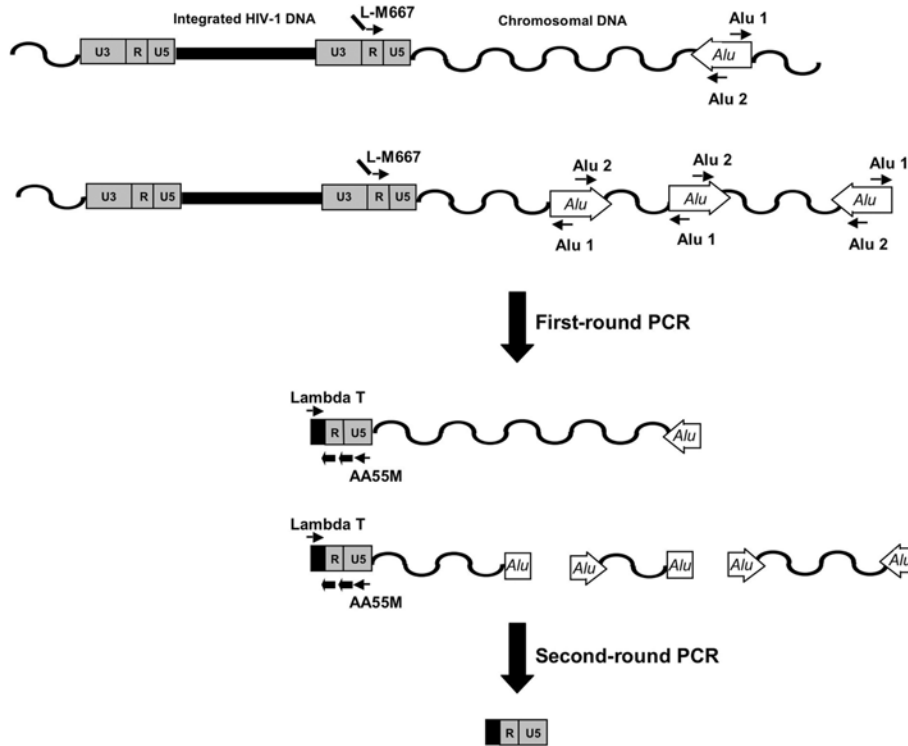 Integrated HIV-1 DNA L-M667 Chromosomal DNA Alu 1
U3 R U5 U3 R U5 Alu
Alu 2
L-M667 Alu 2 Alu 2 Alu 1
U3 R U5 U3 R U5 Alu Alu Alu
Alu 1 Alu 1 Alu 2
First-round PCR
Lambda T
R U5 Alu
AA55M
Lambda T
R U5 Alu Alu Alu Alu Alu
AA55M
Second-round PCR
R U5